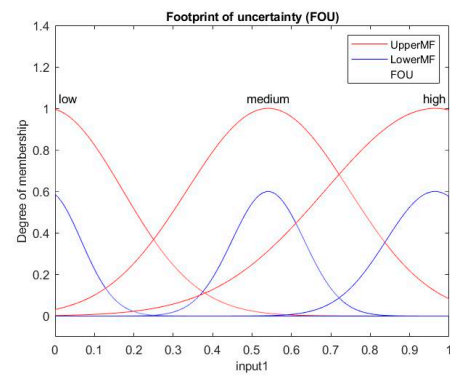 Footprint of uncertainty (FOU)
1.4
1.2
1
0.8
0.6
0.4
0.2
0
Degree of membership
UpperMF
LowerMF
FOU
low
medium
high
0 0.1 0.2 0.3 0.4 0.5 0.6 0.7 0.8 0.9 1
input1